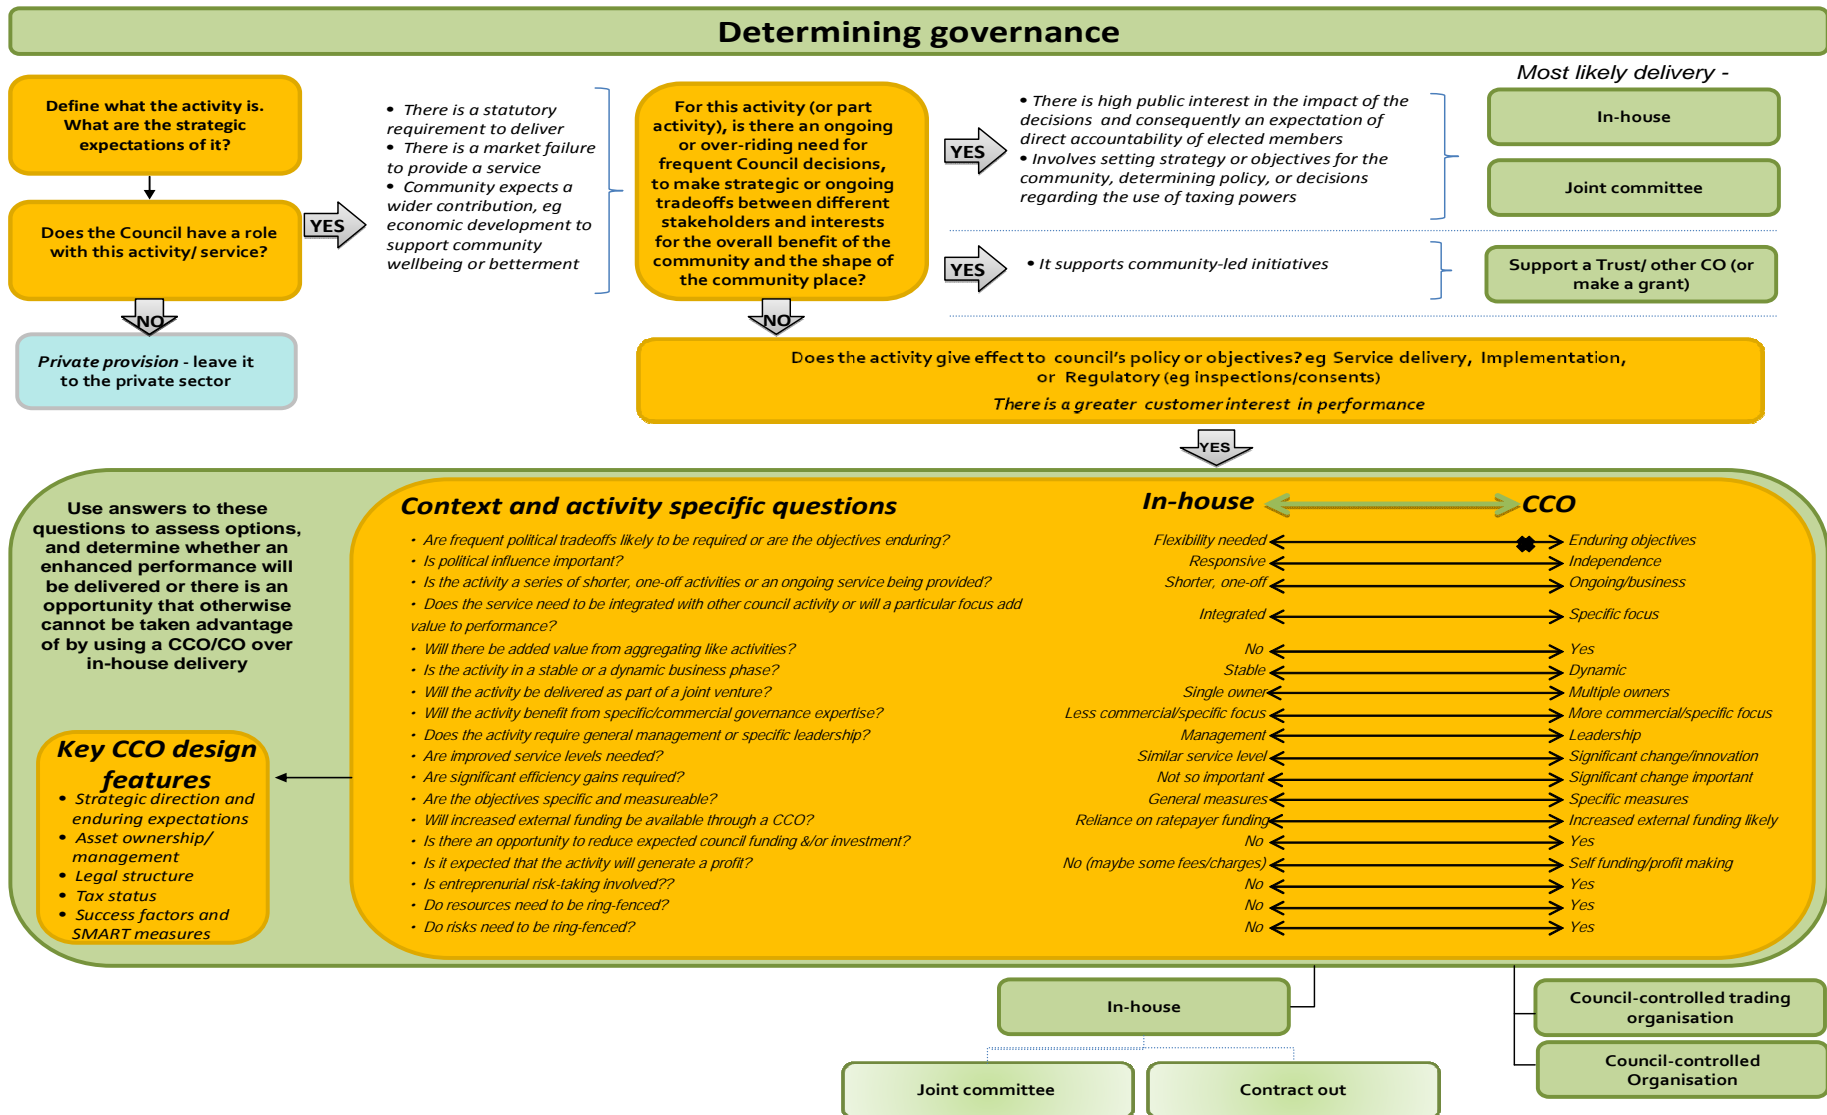 Determining governance
Define what the activity is.
What are the strategic
expectations of it?
Does the Council have a role
with this activity/ service?
YES
NO
Private provision - leave it
to the private sector
• There is a statutory
requirement to deliver
• There is a market failure
to provide a service
• Community expects a
wider contribution, eg
economic development to
support community
wellbeing or betterment
For this activity (or part
activity), is there an ongoing
or over-riding need for
frequent Council decisions,
to make strategic or ongoing
tradeoffs between different
stakeholders and interests
for the overall benefit of the
community and the shape of
the community place?
YES
• There is high public interest in the impact of the
decisions and consequently an expectation of
direct accountability of elected members
• Involves setting strategy or objectives for the
community, determining policy, or decisions
regarding the use of taxing powers
Most likely delivery -
In-house
Joint committee
YES
• It supports community-led initiatives
Support a Trust/ other CO (or
make a grant)
NO
Does the activity give effect to council's policy or objectives? eg Service delivery, Implementation,
or Regulatory (eg inspections/consents)
There is a greater customer interest in performance
YES
Use answers to these
questions to assess options,
and determine whether an
enhanced performance will
be delivered or there is an
opportunity that otherwise
cannot be taken advantage
of by using a CCO/CO over
in-house delivery
Key CCO design
features
• Strategic direction and
enduring expectations
• Asset ownership/
management
• Legal structure
• Tax status
• Success factors and
SMART measures
Context and activity specific questions
In-house
CCO
• Are frequent political tradeoffs likely to be required or are the objectives enduring?
Flexibility needed
Enduring objectives
• Is political influence important?
Responsive
Independence
• Is the activity a series of shorter, one-off activities or an ongoing service being provided?
Shorter, one-off
Ongoing/business
• Does the service need to be integrated with other council activity or will a particular focus add
value to performance?
Integrated
Specific focus
• Will there be added value from aggregating like activities?
No
Yes
• Is the activity in a stable or a dynamic business phase?
Stable
Dynamic
• Will the activity be delivered as part of a joint venture?
Single owner
Multiple owners
• Will the activity benefit from specific/commercial governance expertise?
Less commercial/specific focus
More commercial/specific focus
• Does the activity require general management or specific leadership?
Management
Leadership
• Are improved service levels needed?
Similar service level
Significant change/innovation
• Are significant efficiency gains required?
Not so important
Significant change important
• Are the objectives specific and measureable?
General measures
Specific measures
• Will increased external funding be available through a CCO?
Reliance on ratepayer funding
Increased external funding likely
• Is there an opportunity to reduce expected council funding &/or investment?
No
Yes
• Is it expected that the activity will generate a profit?
No (maybe some fees/charges)
Self funding/profit making
• Is entreprenurial risk-taking involved??
No
Yes
• Do resources need to be ring-fenced?
No
Yes
• Do risks need to be ring-fenced?
No
Yes
In-house
Joint committee
Contract out
Council-controlled trading
organisation
Council-controlled
Organisation